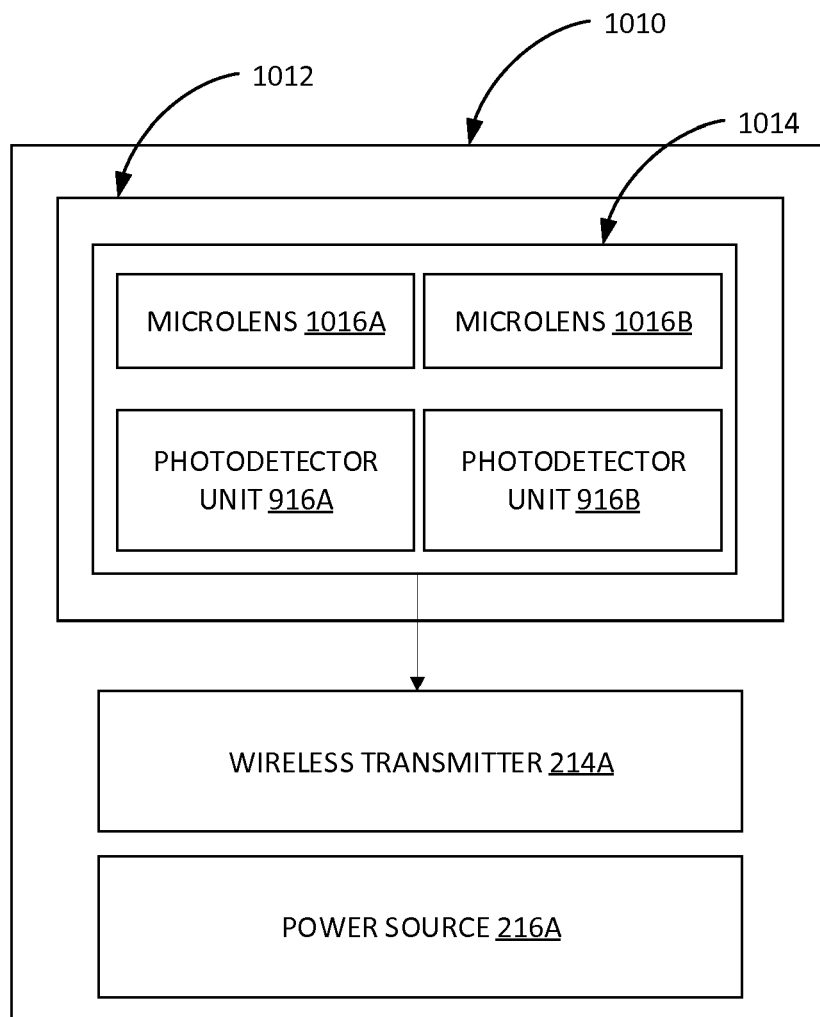 1010
1012
1014
MICROLENS 1016A
MICROLENS 1016B
PHOTODETECTOR
UNIT 916A
PHOTODETECTOR
UNIT 916B
WIRELESS TRANSMITTER 214A
POWER SOURCE 216A